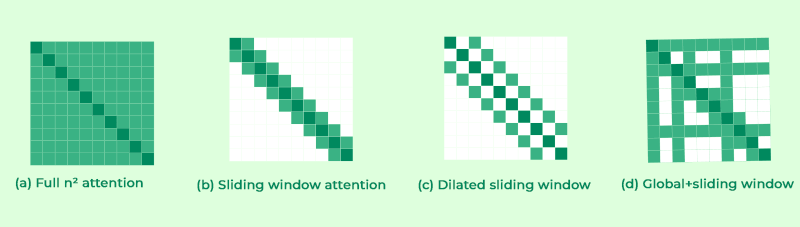 (a) Full n² attention
(b) Sliding window attention
(c) Dilated sliding window
(d) Global+sliding window